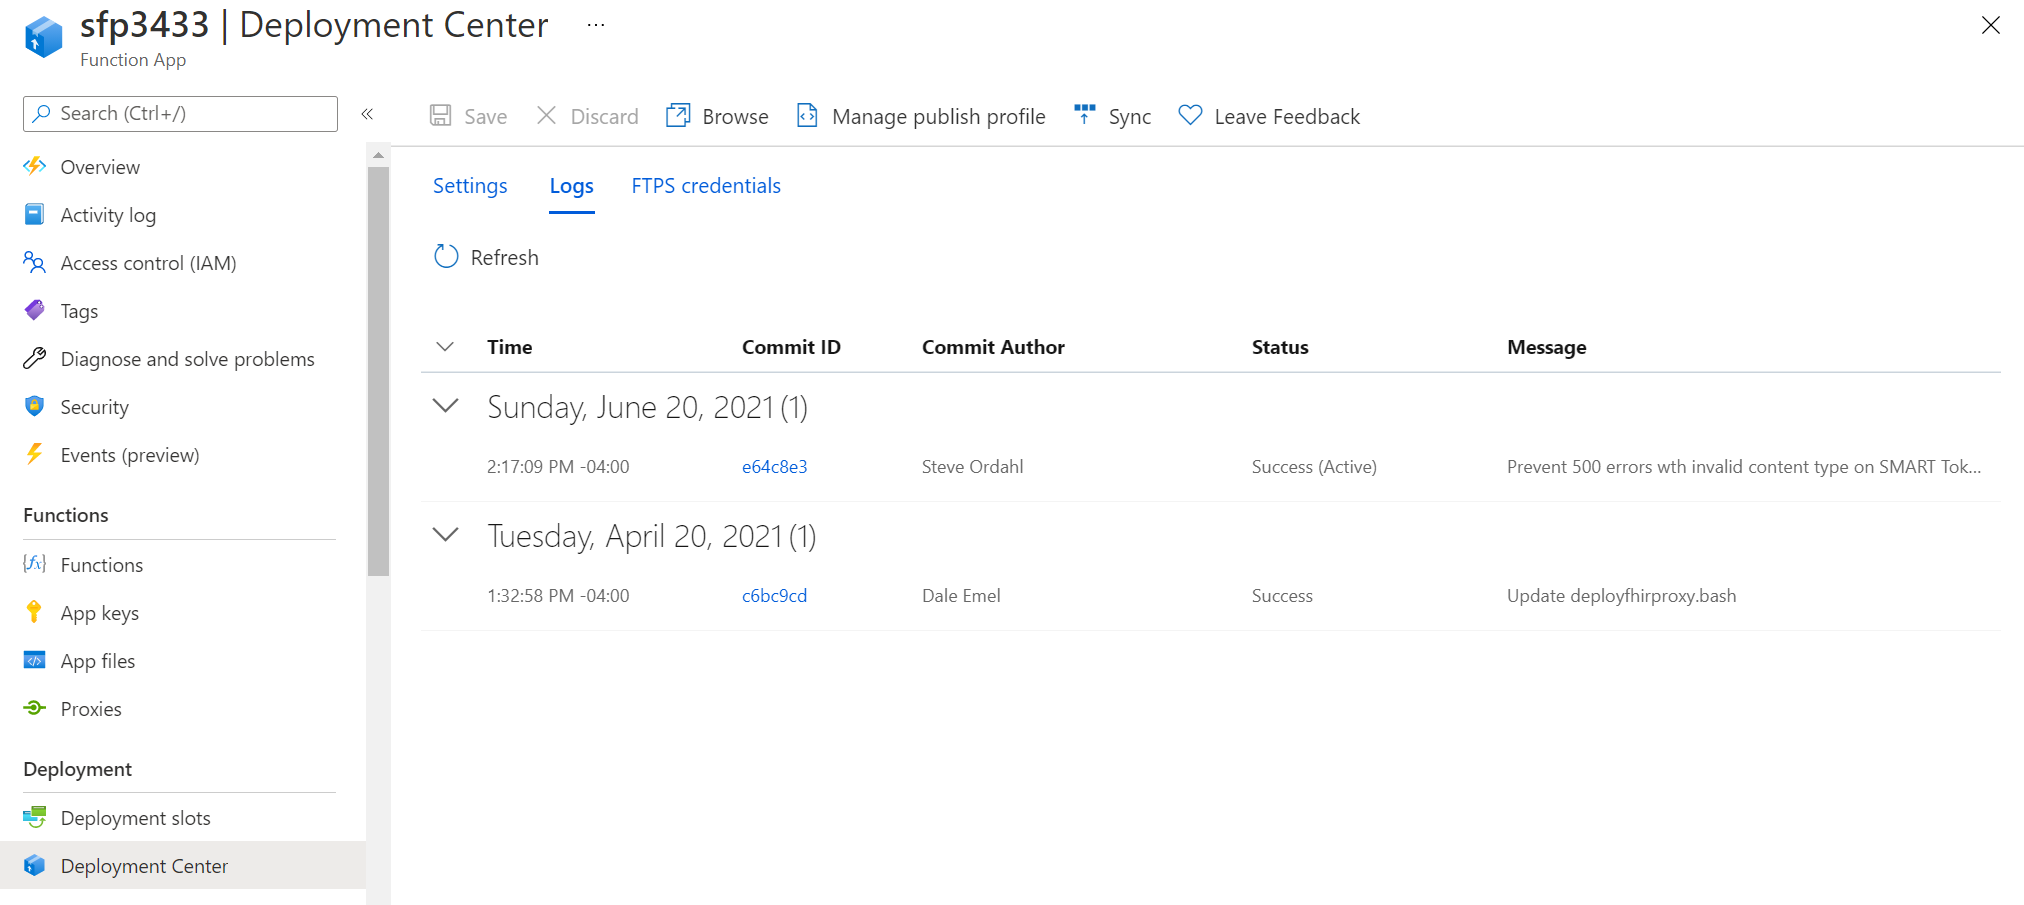 sfp3433 | Deployment Center ...
Function App
Search (Ctrl+/)
«
Save
Discard
Browse
Manage publish profile
Sync
Leave Feedback
Overview
Activity log
Access control (IAM)
Tags
Diagnose and solve problems
Security
Events (preview)
Functions
Functions
App keys
App files
Proxies
Deployment
Deployment slots
Deployment Center
Settings Logs FTPS credentials
Refresh
Time Commit ID Commit Author Status Message
Sunday, June 20, 2021 (1)
2:17:09 PM -04:00 e64c8e3 Steve Ordahl Success (Active) Prevent 500 errors wth invalid content type on SMART Tok...
Tuesday, April 20, 2021 (1)
1:32:58 PM -04:00 c6bc9cd Dale Emel Success Update deployfhirproxy.bash